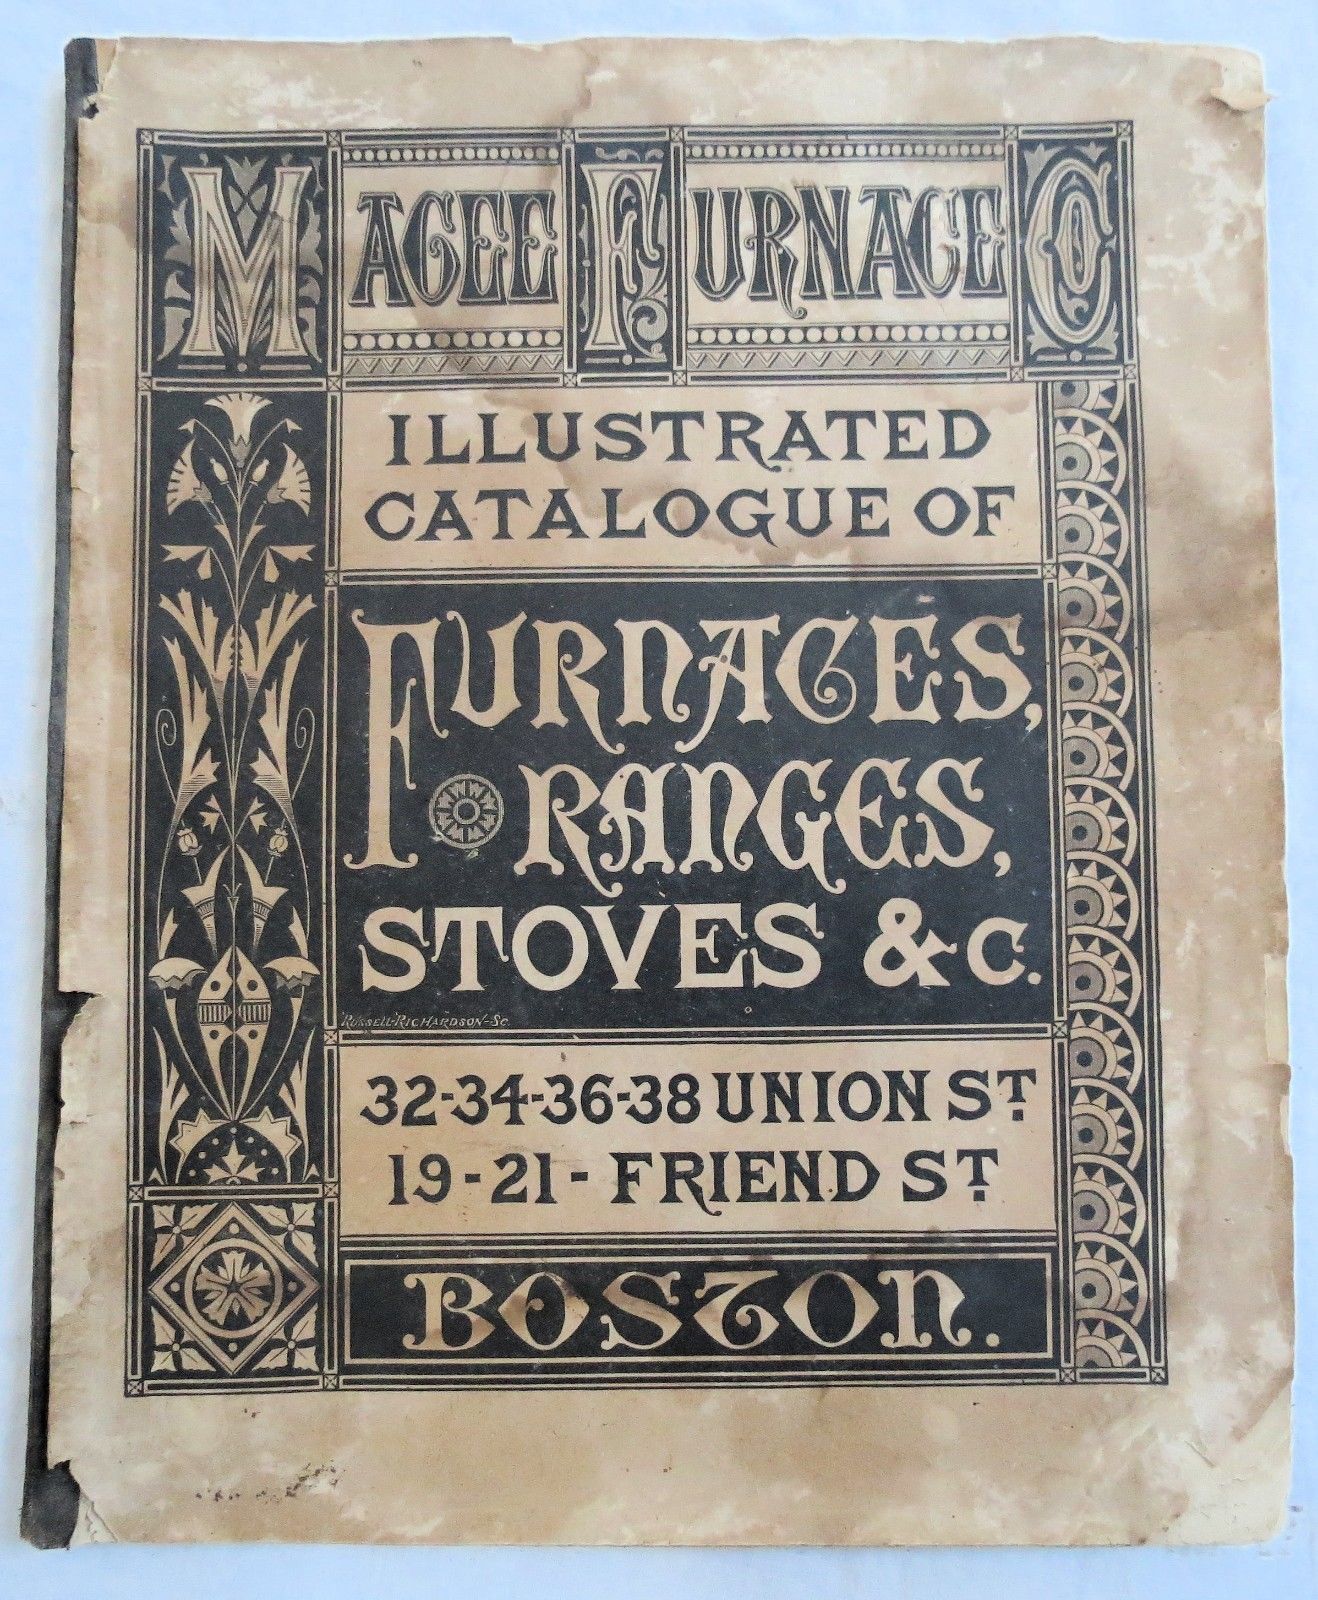 MAGEE FURNACE CO
ILLUSTRATED
CATALOGUE OF
FURNACES,
RANGES,
STOVES & C.
RUSSELL-RICHARDSON-SC
32-34-36-38 UNION ST.
19-21- FRIEND ST.
BOSTON.